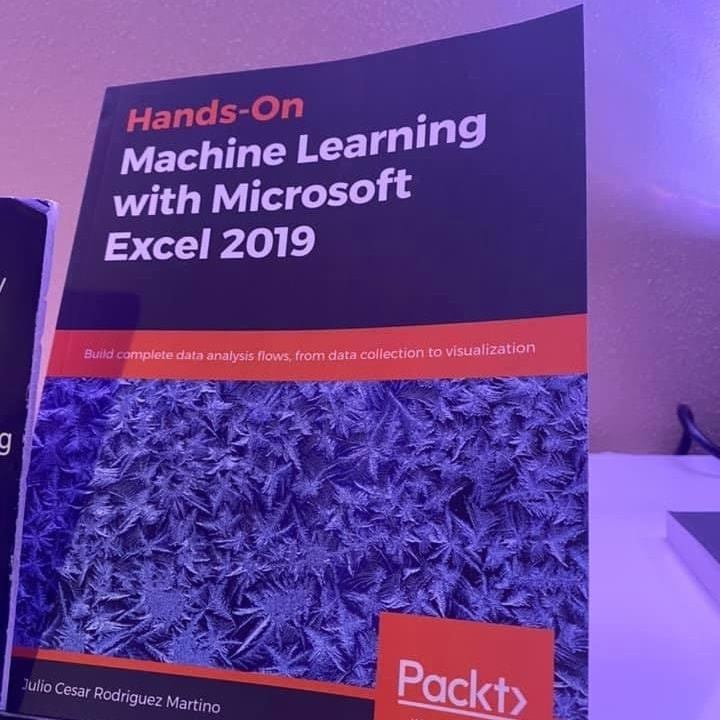 Hands-On
Machine Learning
with Microsoft
Excel 2019
Build complete data analysis flows, from data collection to visualization
Julio Cesar Rodriguez Martino
Packt>
y
g